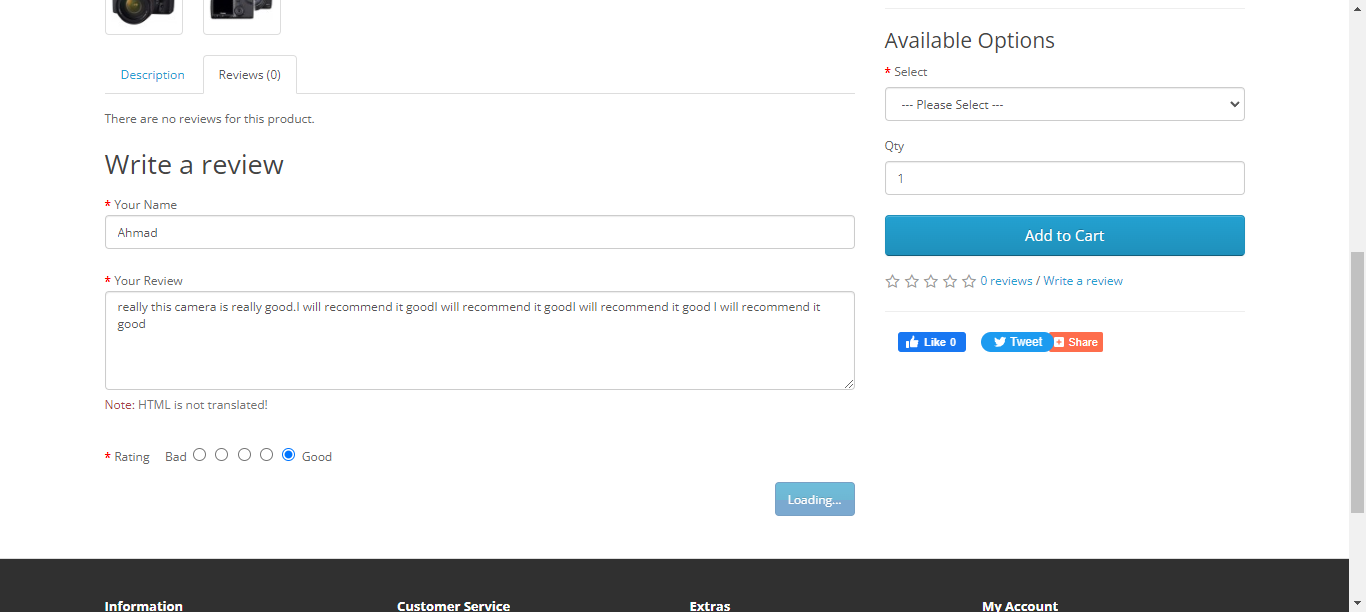 Description
Reviews (0)
There are no reviews for this product.
Write a review
* Your Name
Ahmad
* Your Review
really this camera is really good.I will recommend it goodI will recommend it goodI will recommend it good I will recommend it
good
Note: HTML is not translated!
* Rating Bad Good
Loading...
Available Options
* Select
--- Please Select ---
Qty
1
Add to Cart
0 reviews / Write a review
Like 0 Tweet Share
Information Customer Service Extras My Account